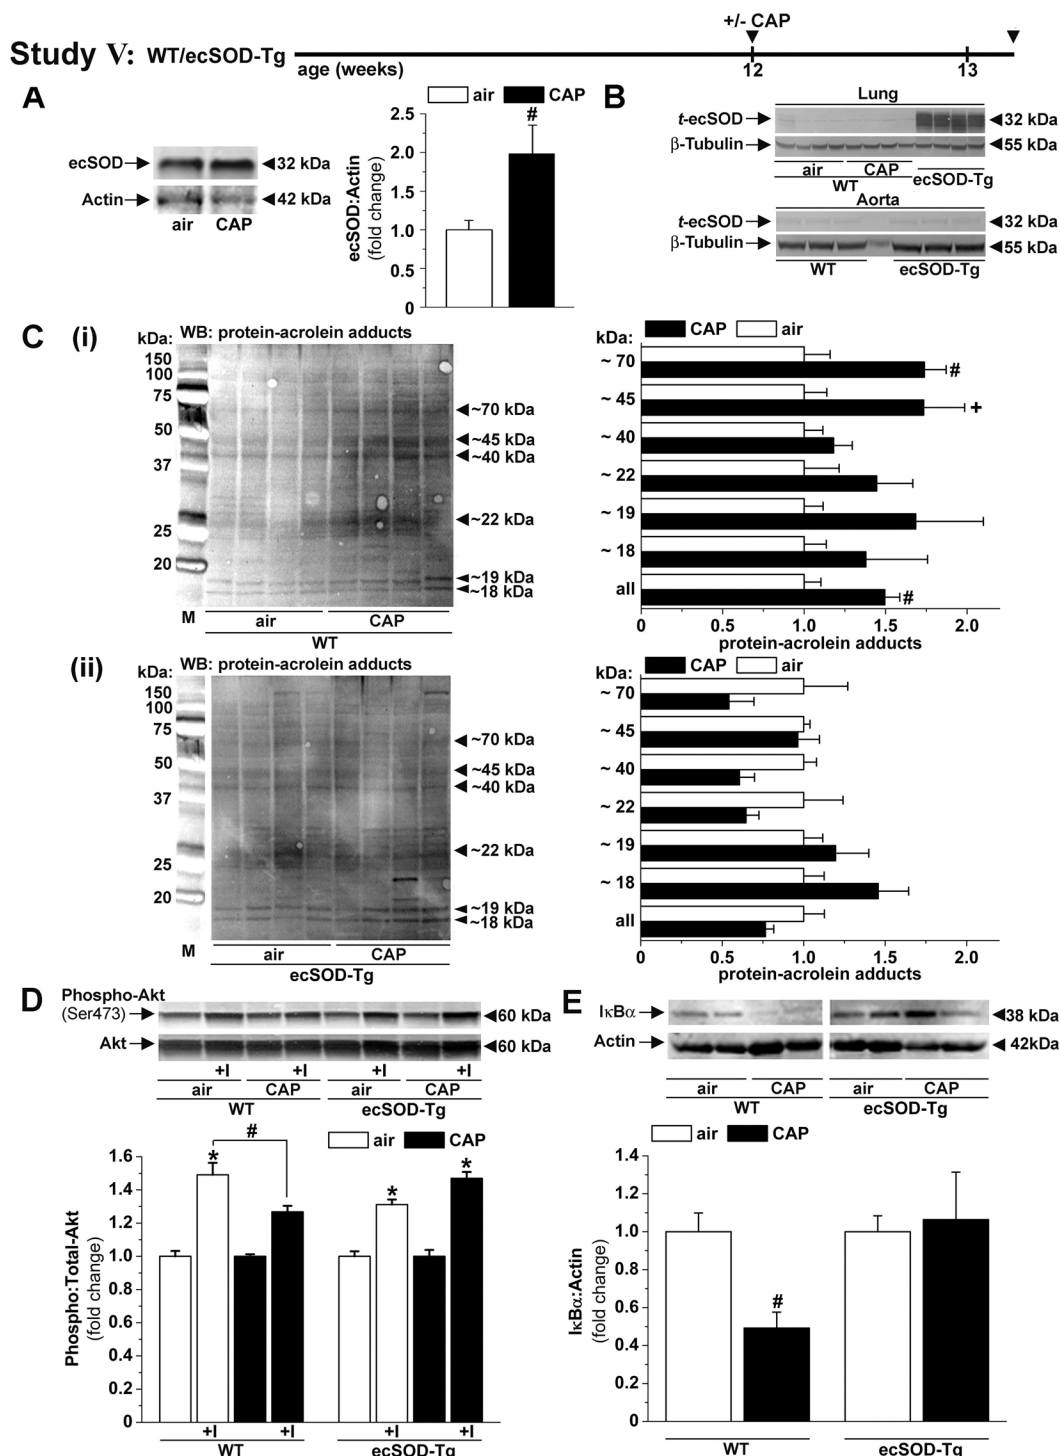 +/- CAP
Study V: WT/ecSOD-Tg
age (weeks)
12
13
A
ecSOD
32 kDa
Actin
42 kDa
air
CAP
air
CAP
2.5
2.0
1.5
1.0
0.5
0
ecSOD:Actin
(fold change)
#
B
Lung
t-ecSOD
32 kDa
β-Tubulin
55 kDa
air
CAP
WT
ecSOD-Tg
Aorta
t-ecSOD
32 kDa
β-Tubulin
55 kDa
WT
ecSOD-Tg
C
(i)
WB: protein-acrolein adducts
kDa:
150
100
75
50
37
25
20
M
~70 kDa
~45 kDa
~40 kDa
~22 kDa
~19 kDa
~18 kDa
air
CAP
WT
kDa:
CAP
air
~ 70
#
~ 45
+
~ 40
~ 22
~ 19
~ 18
all
#
0
0.5
1.0
1.5
2.0
protein-acrolein adducts
(ii)
WB: protein-acrolein adducts
kDa:
150
100
75
50
37
25
20
M
~70 kDa
~45 kDa
~40 kDa
~22 kDa
~19 kDa
~18 kDa
air
CAP
ecSOD-Tg
kDa:
CAP
air
~ 70
~ 45
~ 40
~ 22
~ 19
~ 18
all
0
0.5
1.0
1.5
2.0
protein-acrolein adducts
D
Phospho-Akt
(Ser473)
60 kDa
Akt
60 kDa
+I
+I
+I
+I
air
CAP
air
CAP
WT
ecSOD-Tg
air
CAP
1.6
1.4
1.2
1.0
0.8
0.6
0.4
0.2
0
Phospho:Total-Akt
(fold change)
*
#
*
*
+I
+I
+I
+I
WT
ecSOD-Tg
E
IκBα
38 kDa
Actin
42kDa
air
CAP
air
CAP
WT
ecSOD-Tg
air
CAP
1.4
1.2
1.0
0.8
0.6
0.4
0.2
0
IκBα:Actin
(fold change)
#
WT
ecSOD-Tg